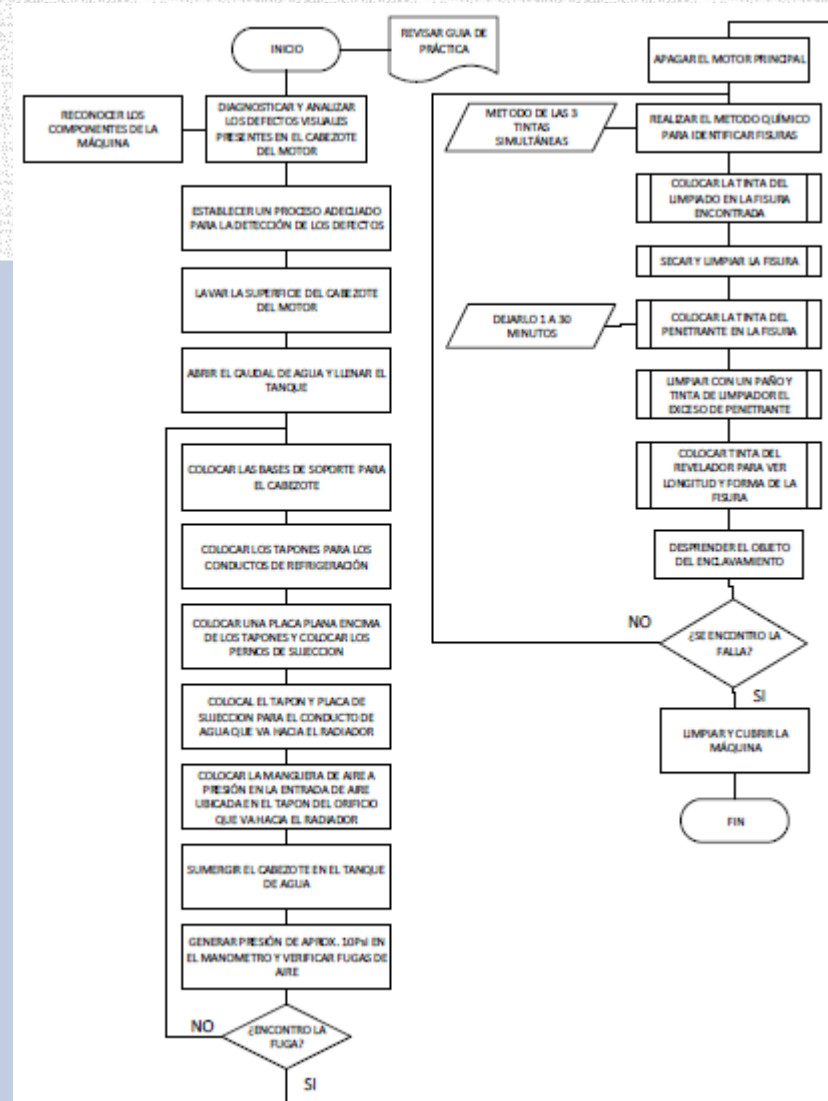 INICIO
REVISAR GUIA DE
PRÁCTICA
RECONOCER LOS
COMPONENTES DE LA
MÁQUINA
DIAGNOSTICAR Y ANALIZAR
LOS DEFECTOS VISUALES
PRESENTES EN EL CABEZOTE
DEL MOTOR
ESTABLECER UN PROCESO ADECUADO
PARA LA DETECCIÓN DE LOS DEFECTOS
LAVAR LA SUPERFICIE DEL CABEZOTE
DEL MOTOR
ABRIR EL CAUDAL DE AGUA Y LLENAR EL
TANQUE
COLOCAR LAS BASES DE SOPORTE PARA
EL CABEZOTE
COLOCAR LOS TAPONES PARA LOS
CONDUCTOS DE REFRIGERACIÓN
COLOCAR UNA PLACA PLANA ENCIMA
DE LOS TAPONES Y COLOCAR LOS
PERNOS DE SUJECCION
COLOCAL EL TAPON Y PLACA DE
SUJECCION PARA EL CONDUCTO DE
AGUA QUE VA HACIA EL RADIADOR
COLOCAR LA MANGUERA DE AIRE A
PRESIÓN EN LA ENTRADA DE AIRE
UBICADA EN EL TAPON DEL ORIFICIO
QUE VA HACIA EL RADIADOR
SUMERGIR EL CABEZOTE EN EL TANQUE
DE AGUA
GENERAR PRESIÓN DE APROX. 10Psi EN
EL MANOMETRO Y VERIFICAR FUGAS DE
AIRE
NO
¿ENCONTRO LA
FUGA?
SI
APAGAR EL MOTOR PRINCIPAL
METODO DE LAS 3
TINTAS
SIMULTÁNEAS
REALIZAR EL METODO QUÍMICO
PARA IDENTIFICAR FISURAS
COLOCAR LA TINTA DEL
LIMPIADO EN LA FISURA
ENCONTRADA
SECAR Y LIMPIAR LA FISURA
DEJARLO 1 A 30
MINUTOS
COLOCAR LA TINTA DEL
PENETRANTE EN LA FISURA
LIMPIAR CON UN PAÑO Y
TINTA DE LIMPIADOR EL
EXCESO DE PENETRANTE
COLOCAR TINTA DEL
REVELADOR PARA VER
LONGITUD Y FORMA DE LA
FISURA
DESPRENDER EL OBJETO
DEL ENCLAVAMIENTO
NO
¿SE ENCONTRO LA
FALLA?
SI
LIMPIAR Y CUBRIR LA
MÁQUINA
FIN